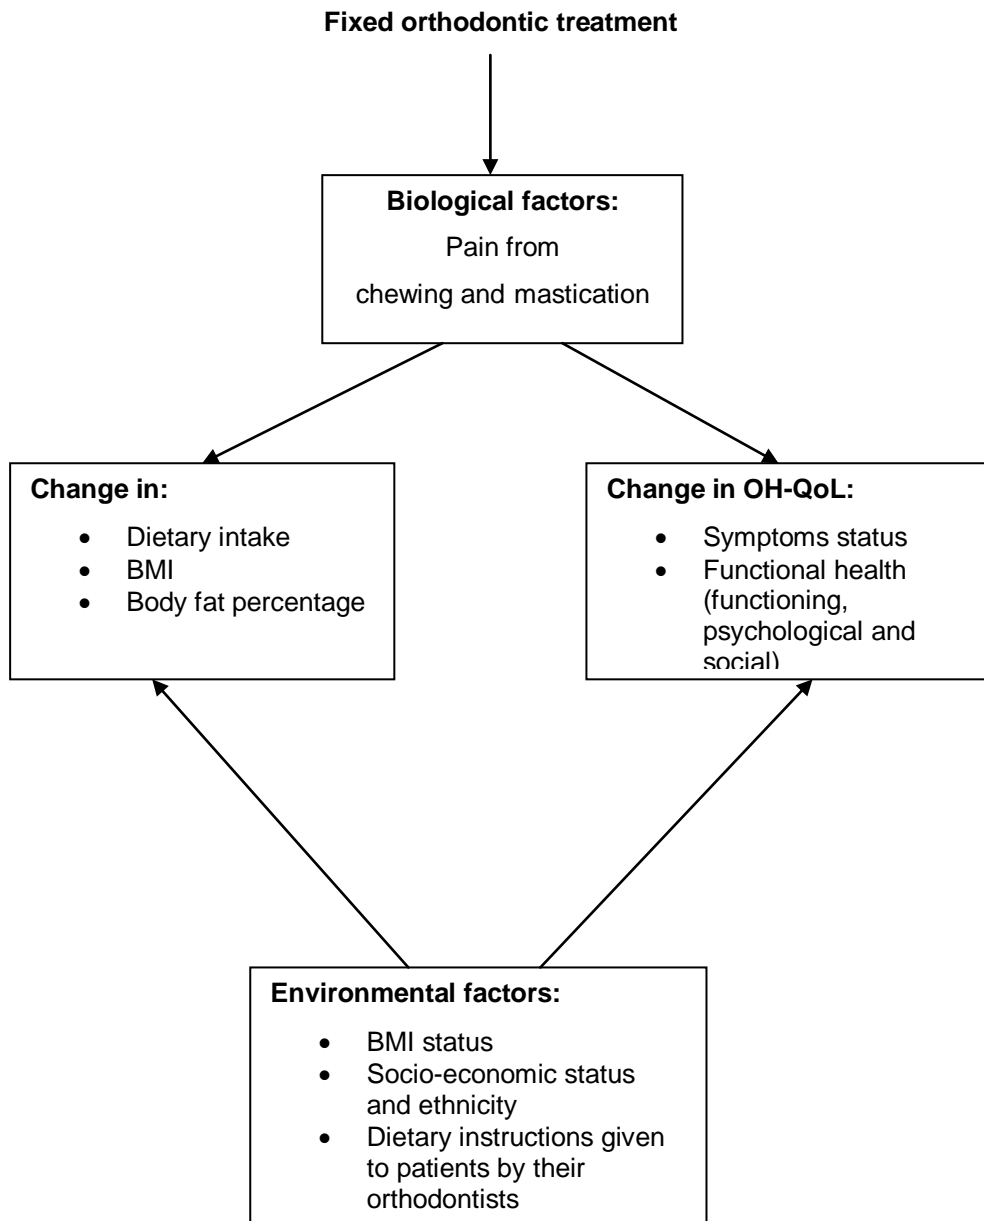 Fixed orthodontic treatment
Biological factors:
Pain from
chewing and mastication
Change in:
• Dietary intake
• BMI
• Body fat percentage
Change in OH-QoL:
• Symptoms status
• Functional health
(functioning,
psychological and
social)
Environmental factors:
• BMI status
• Socio-economic status
and ethnicity
• Dietary instructions given
to patients by their
orthodontists